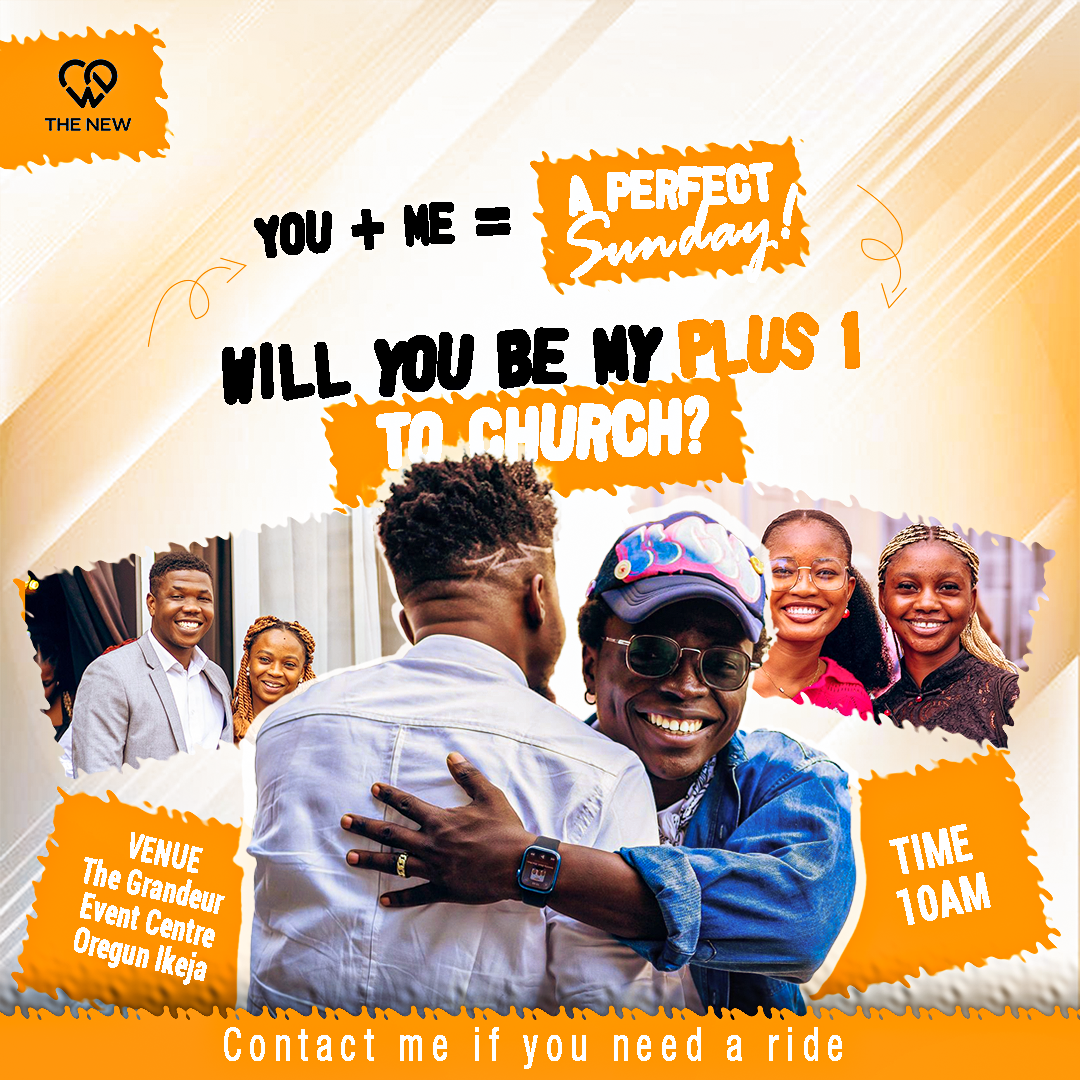 THE NEW
YOU + ME =
A PERFECT
Sunday!
WILL YOU BE MY PLUS 1
TO CHURCH?
VENUE
The Grandeur
Event Centre
Oregun Ikeja
TIME
10AM
Contact me if you need a ride